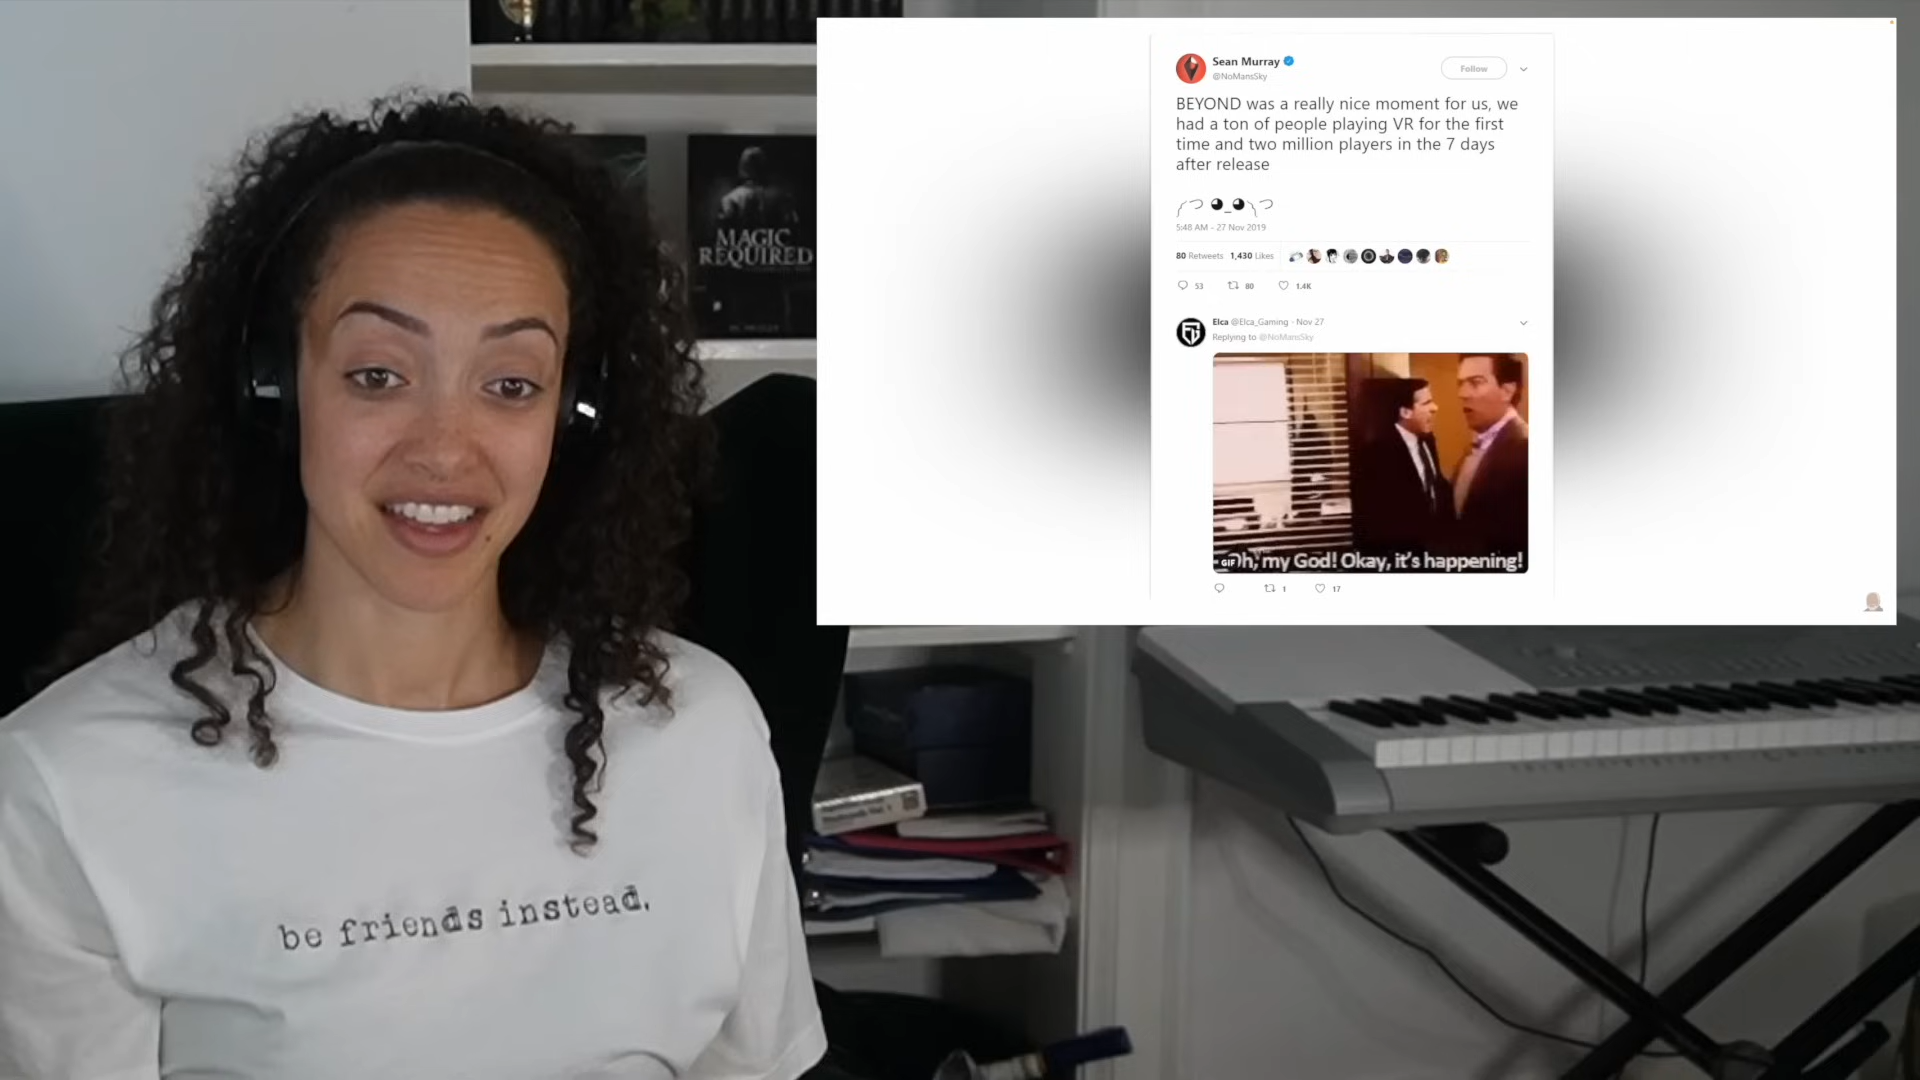 MAGIC
REQUIRED
be friends instead.
Sean Murray
@NoMansSky
Follow
BEYOND was a really nice moment for us, we
had a ton of people playing VR for the first
time and two million players in the 7 days
after release
5:48 AM - 27 Nov 2019
80 Retweets 1,430 Likes
53 80 1.4K
Elca @Elca_Gaming · Nov 27
Replying to @NoMansSky
GIF
Oh, my God! Okay, it's happening!
1 17